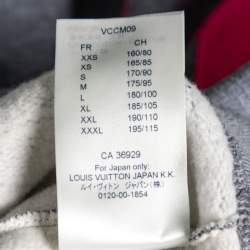 VCCM09
FR CH
XXS 160/80
XS 165/85
S 170/90
M 175/95
L 180/100
XL 185/105
XXL 190/110
XXXL 195/115
CA 36929
For Japan only:
LOUIS VUITTON JAPAN K.K.
ルイ・ヴィトン ジャパン(株)
0120-00-1854